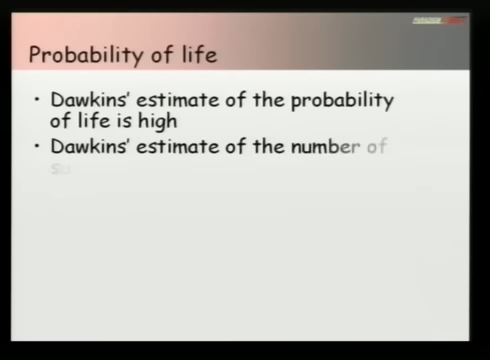 Probability of life
• Dawkins' estimate of the probability
of life is high
• Dawkins' estimate of the number of